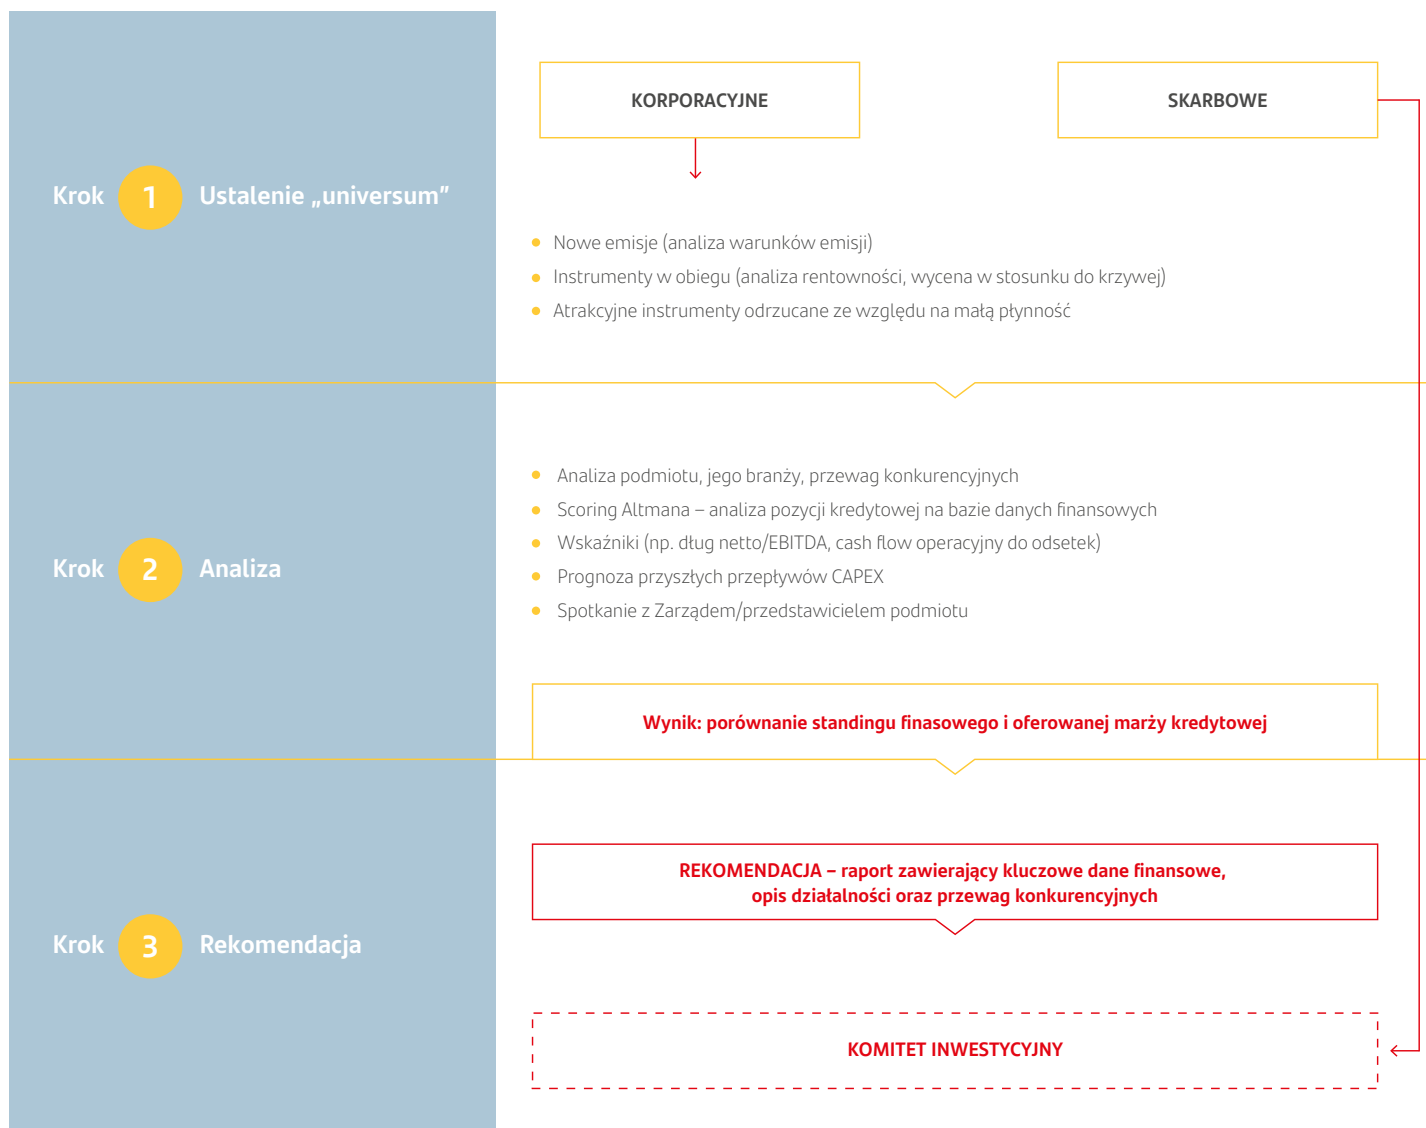 KORPORACYJNE
SKARBOWE
Krok 1 Ustalenie „universum”
Nowe emisje (analiza warunków emisji)
Instrumenty w obiegu (analiza rentowności, wycena w stosunku do krzywej)
Atrakcyjne instrumenty odrzucane ze względu na małą płynność
Krok 2 Analiza
Analiza podmiotu, jego branży, przewag konkurencyjnych
Scoring Altmana – analiza pozycji kredytowej na bazie danych finansowych
Wskaźniki (np. dług netto/EBITDA, cash flow operacyjny do odsetek)
Prognoza przyszłych przepływów CAPEX
Spotkanie z Zarządem/przedstawicielem podmiotu
Wynik: porównanie standingu finasowego i oferowanej marży kredytowej
Krok 3 Rekomendacja
REKOMENDACJA – raport zawierający kluczowe dane finansowe,
opis działalności oraz przewag konkurencyjnych
KOMITET INWESTYCYJNY